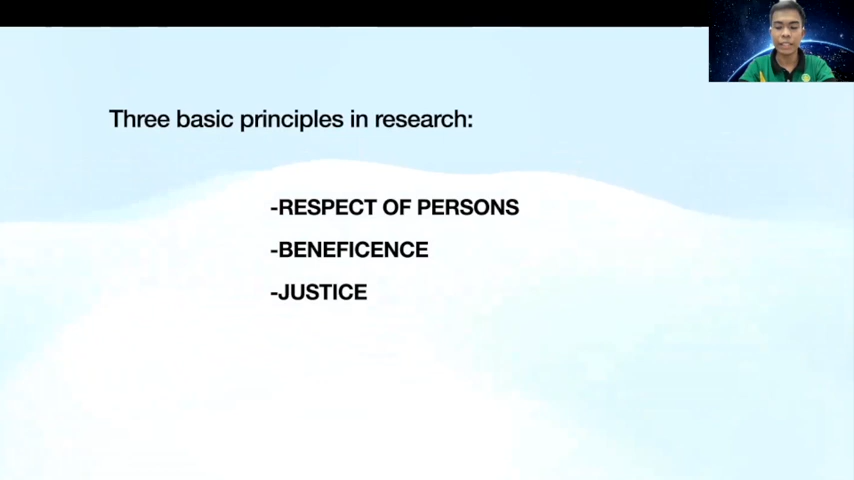 Three basic principles in research:
-RESPECT OF PERSONS
-BENEFICENCE
-JUSTICE